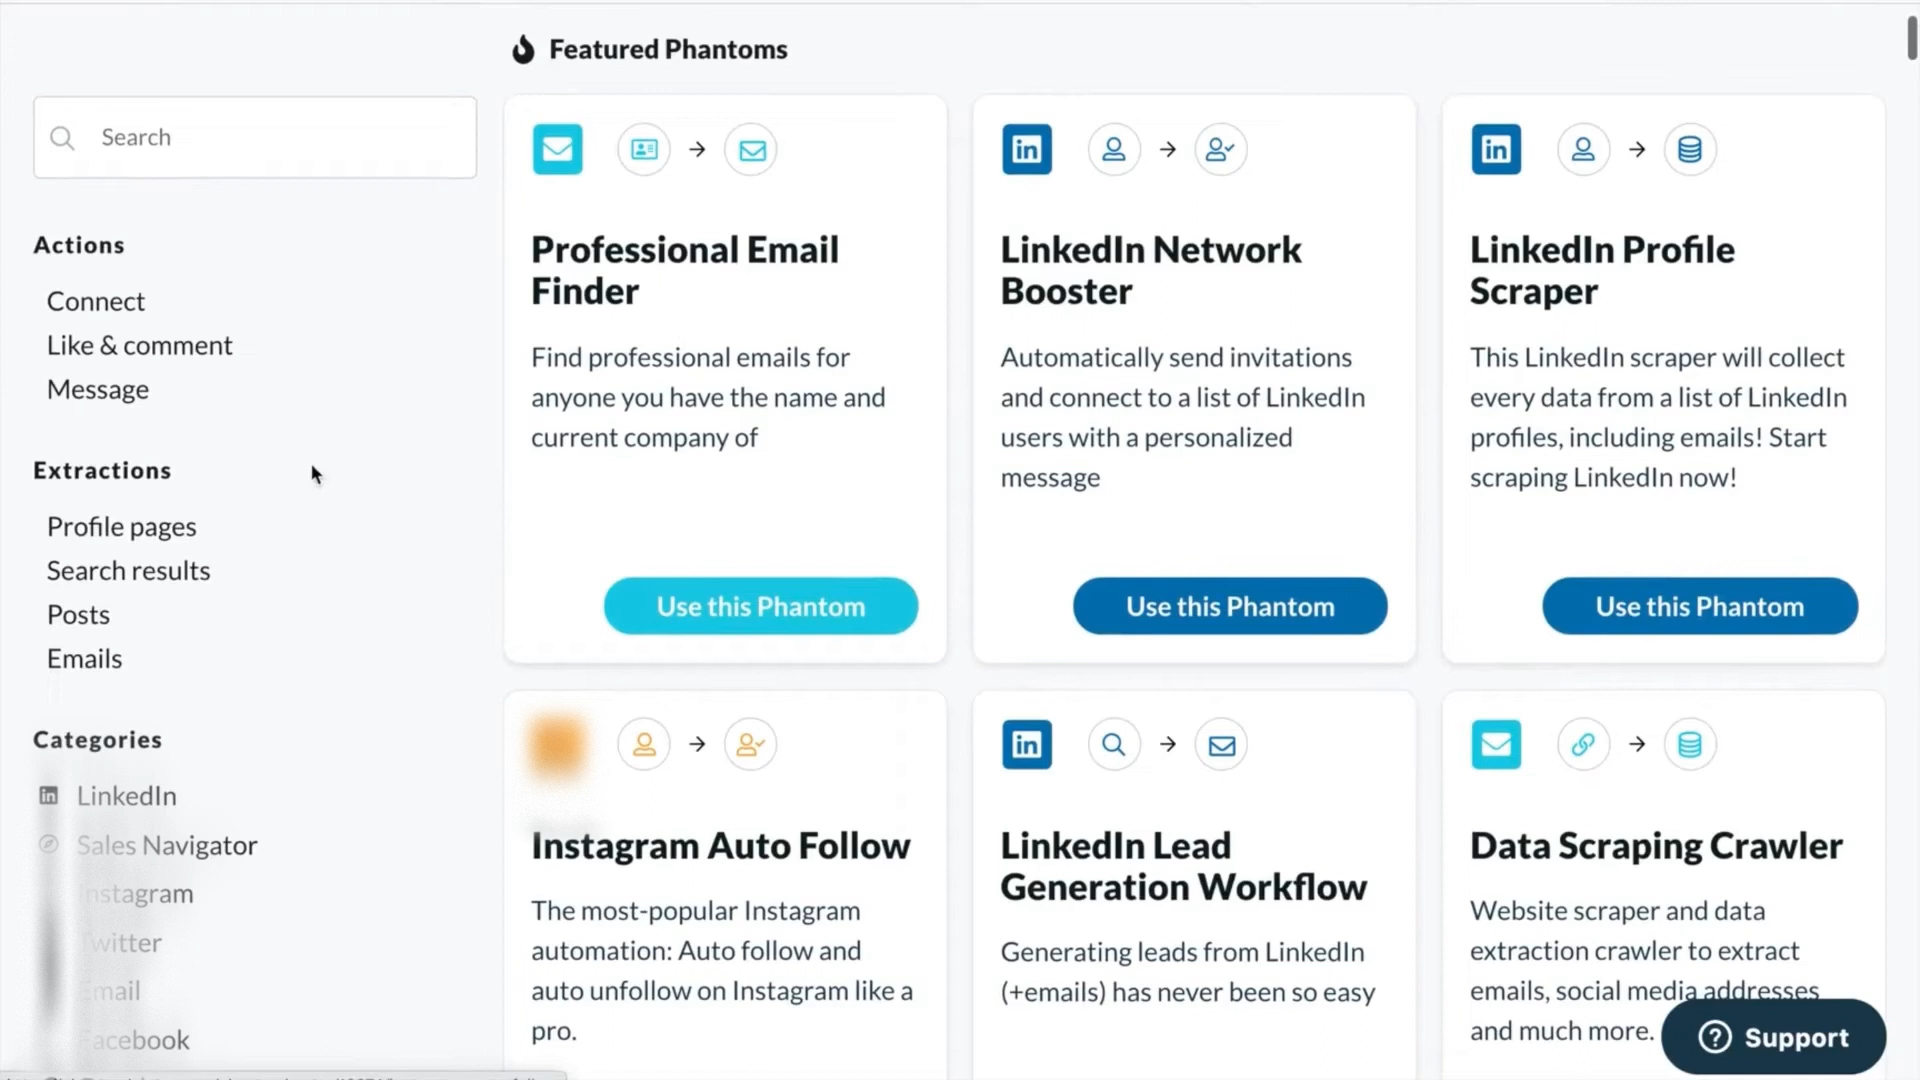 Featured Phantoms
Search
Actions
Connect
Like & comment
Message
Extractions
Profile pages
Search results
Posts
Emails
Categories
LinkedIn
Sales Navigator
Instagram
Twitter
Email
Facebook
Professional Email
Finder
Find professional emails for
anyone you have the name and
current company of
Use this Phantom
LinkedIn Network
Booster
Automatically send invitations
and connect to a list of LinkedIn
users with a personalized
message
Use this Phantom
LinkedIn Profile
Scraper
This LinkedIn scraper will collect
every data from a list of LinkedIn
profiles, including emails! Start
scraping LinkedIn now!
Use this Phantom
Instagram Auto Follow
The most-popular Instagram
automation: Auto follow and
auto unfollow on Instagram like a
pro.
LinkedIn Lead
Generation Workflow
Generating leads from LinkedIn
(+emails) has never been so easy
Data Scraping Crawler
Website scraper and data
extraction crawler to extract
emails, social media addresses
and much more.
Support